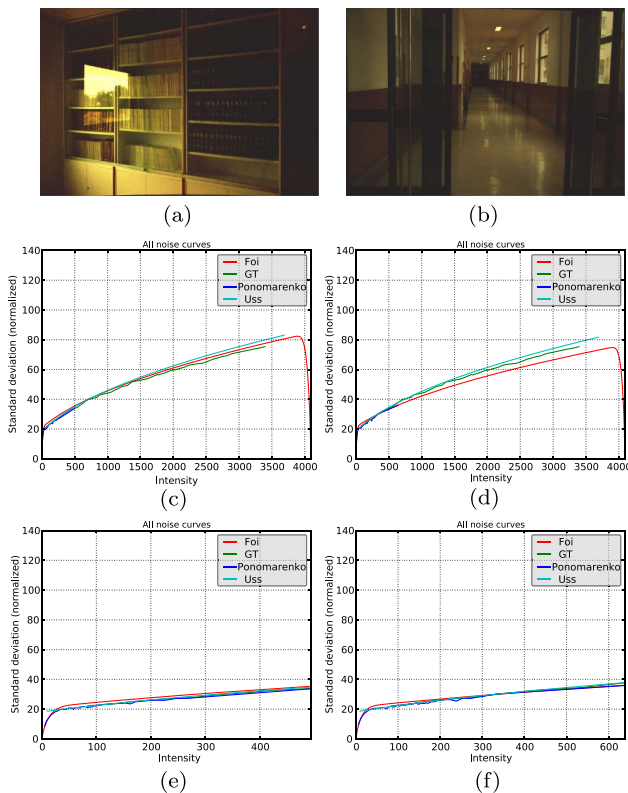 (a)
(b)
All noise curves
140
120
100
80
60
40
20
0
0 500 1000 1500 2000 2500 3000 3500 4000
Standard deviation (normalized)
Intensity
Foi
GT
Ponomarenko
Uss
(c)
All noise curves
140
120
100
80
60
40
20
0
0 500 1000 1500 2000 2500 3000 3500 4000
Standard deviation (normalized)
Intensity
Foi
GT
Ponomarenko
Uss
(d)
All noise curves
140
120
100
80
60
40
20
0
0 100 200 300 400
Standard deviation (normalized)
Intensity
Foi
GT
Ponomarenko
Uss
(e)
All noise curves
140
120
100
80
60
40
20
0
0 100 200 300 400 500 600
Standard deviation (normalized)
Intensity
Foi
GT
Ponomarenko
Uss
(f)